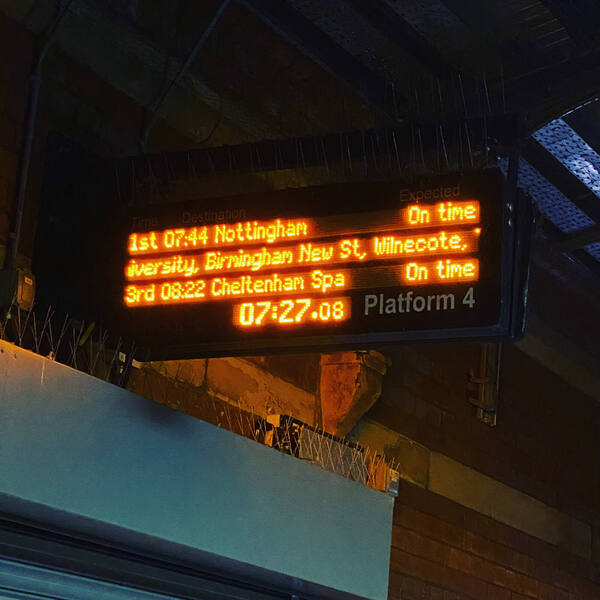 Time Destination Expected
1st 07:44 Nottingham On time
iversity, Birmingham New St, Wilnecote,
3rd 08:22 Cheltenham Spa On time
07:27.08 Platform 4